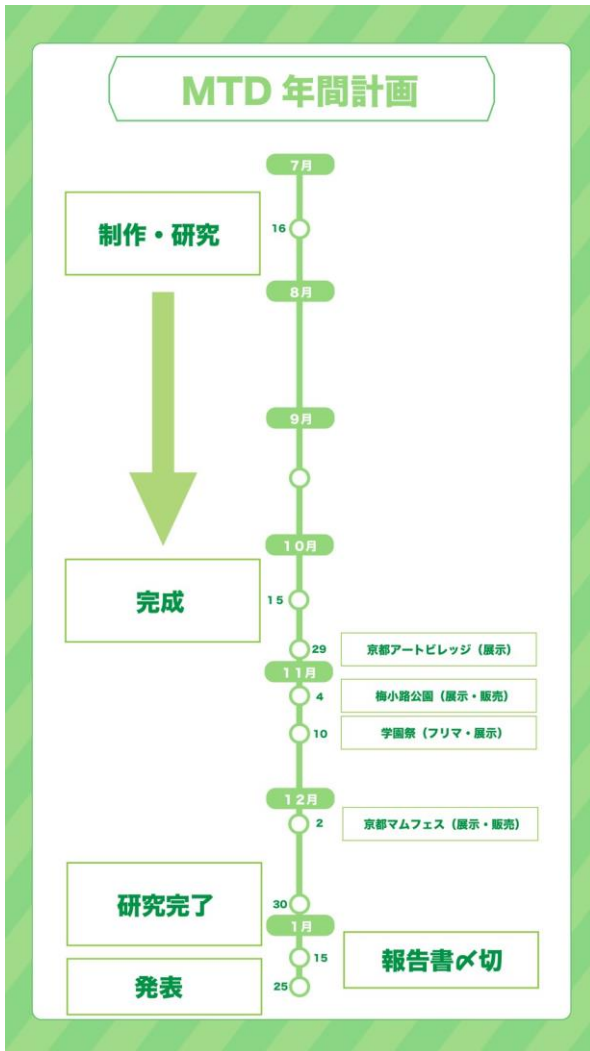 MTD 年間計画
7月
制作・研究
16
8月
9月
10月
完成
15
29
京都アートビレッジ（展示）
11月
4
梅小路公園（展示・販売）
10
学園祭（フリマ・展示）
12月
2
京都マムフェス（展示・販売）
研究完了
30
1月
15
報告書〆切
発表
25